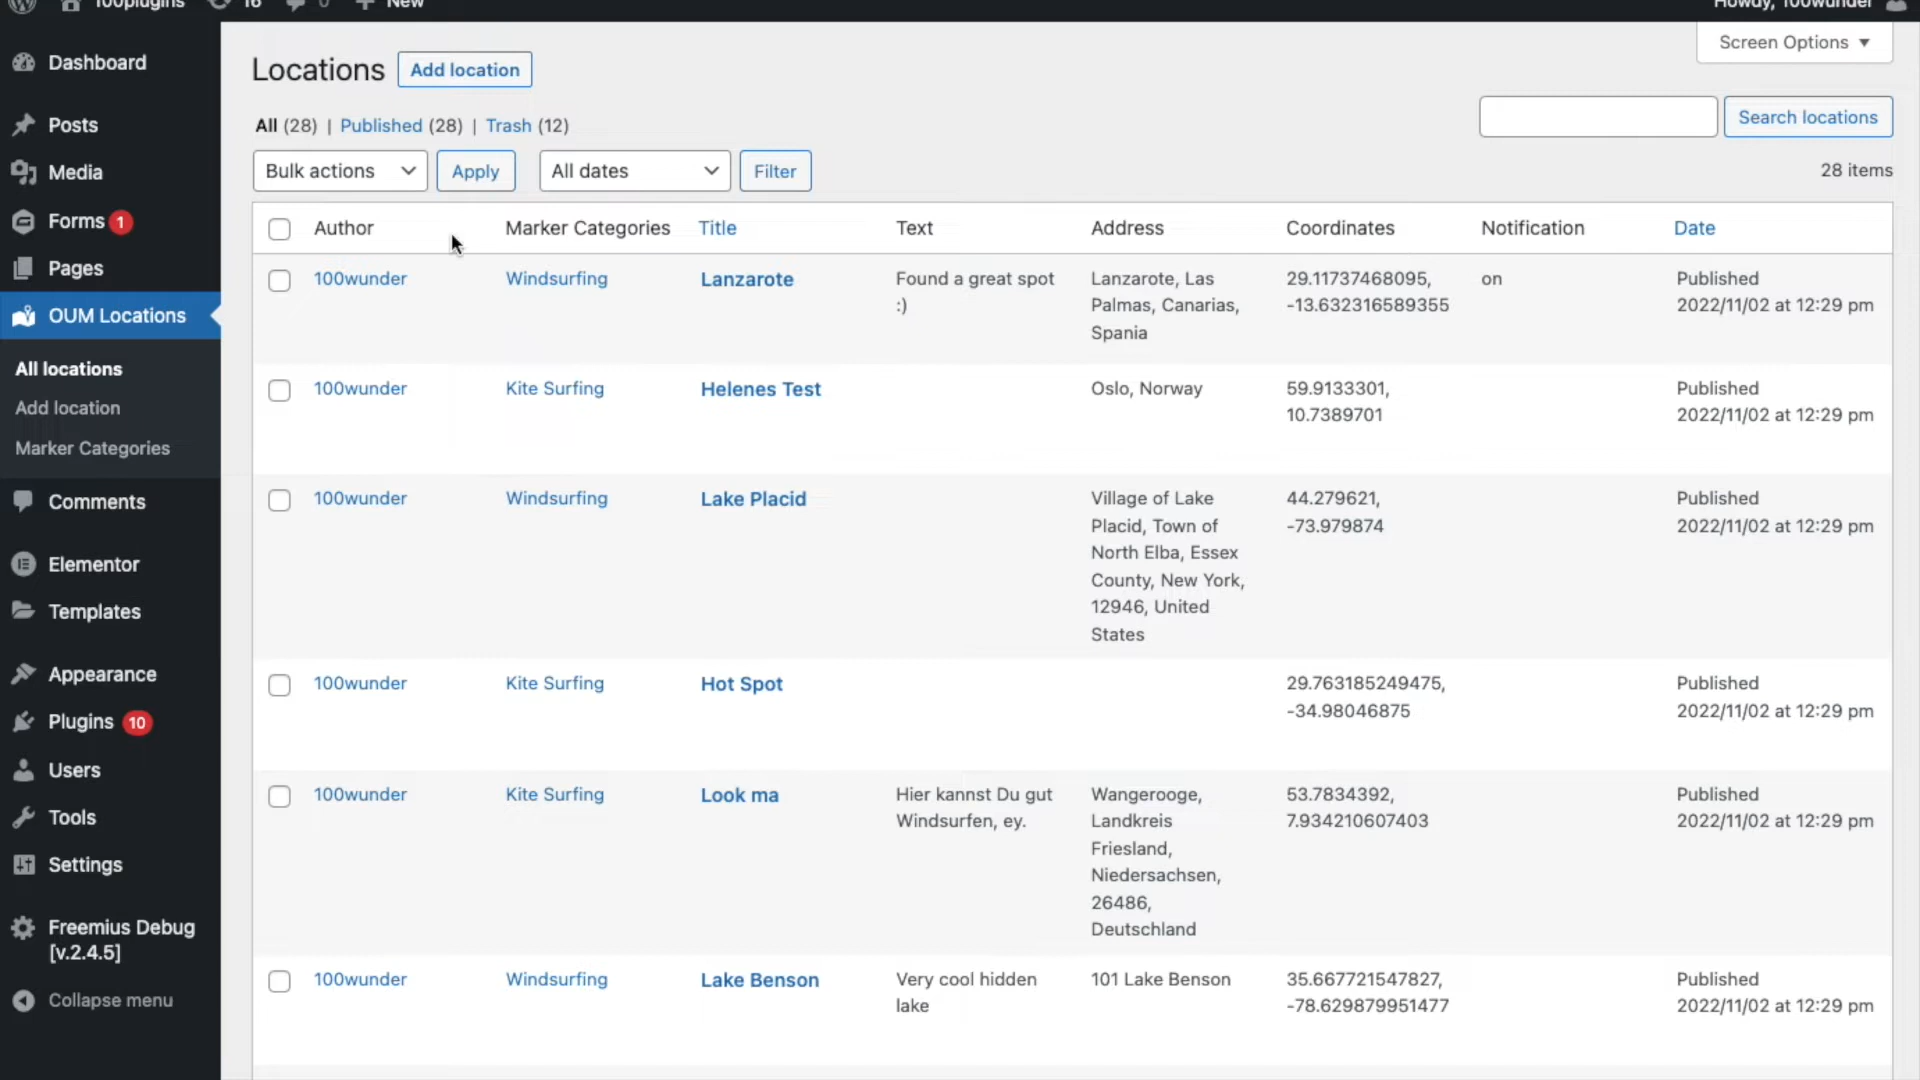 100plugins 16 0 New Howdy, 100wunder
Screen Options ▼
Dashboard
Posts
Media
Forms 1
Pages
OUM Locations
All locations
Add location
Marker Categories
Comments
Elementor
Templates
Appearance
Plugins 10
Users
Tools
Settings
Freemius Debug
[v.2.4.5]
Collapse menu
Locations Add location
All (28) | Published (28) | Trash (12)
Search locations
Bulk actions Apply All dates Filter
28 items
Author Marker Categories Title Text Address Coordinates Notification Date
100wunder Windsurfing Lanzarote Found a great spot Lanzarote, Las 29.11737468095, on Published
:) Palmas, Canarias, -13.632316589355 2022/11/02 at 12:29 pm
Spania
100wunder Kite Surfing Helenes Test Oslo, Norway 59.9133301, Published
10.7389701 2022/11/02 at 12:29 pm
100wunder Windsurfing Lake Placid Village of Lake 44.279621, Published
Placid, Town of -73.979874 2022/11/02 at 12:29 pm
North Elba, Essex
County, New York,
12946, United
States
100wunder Kite Surfing Hot Spot 29.763185249475, Published
-34.98046875 2022/11/02 at 12:29 pm
100wunder Kite Surfing Look ma Hier kannst Du gut Wangerooge, 53.7834392, Published
Windsurfen, ey. Landkreis 7.934210607403 2022/11/02 at 12:29 pm
Friesland,
Niedersachsen,
26486,
Deutschland
100wunder Windsurfing Lake Benson Very cool hidden 101 Lake Benson 35.667721547827, Published
lake -78.629879951477 2022/11/02 at 12:29 pm